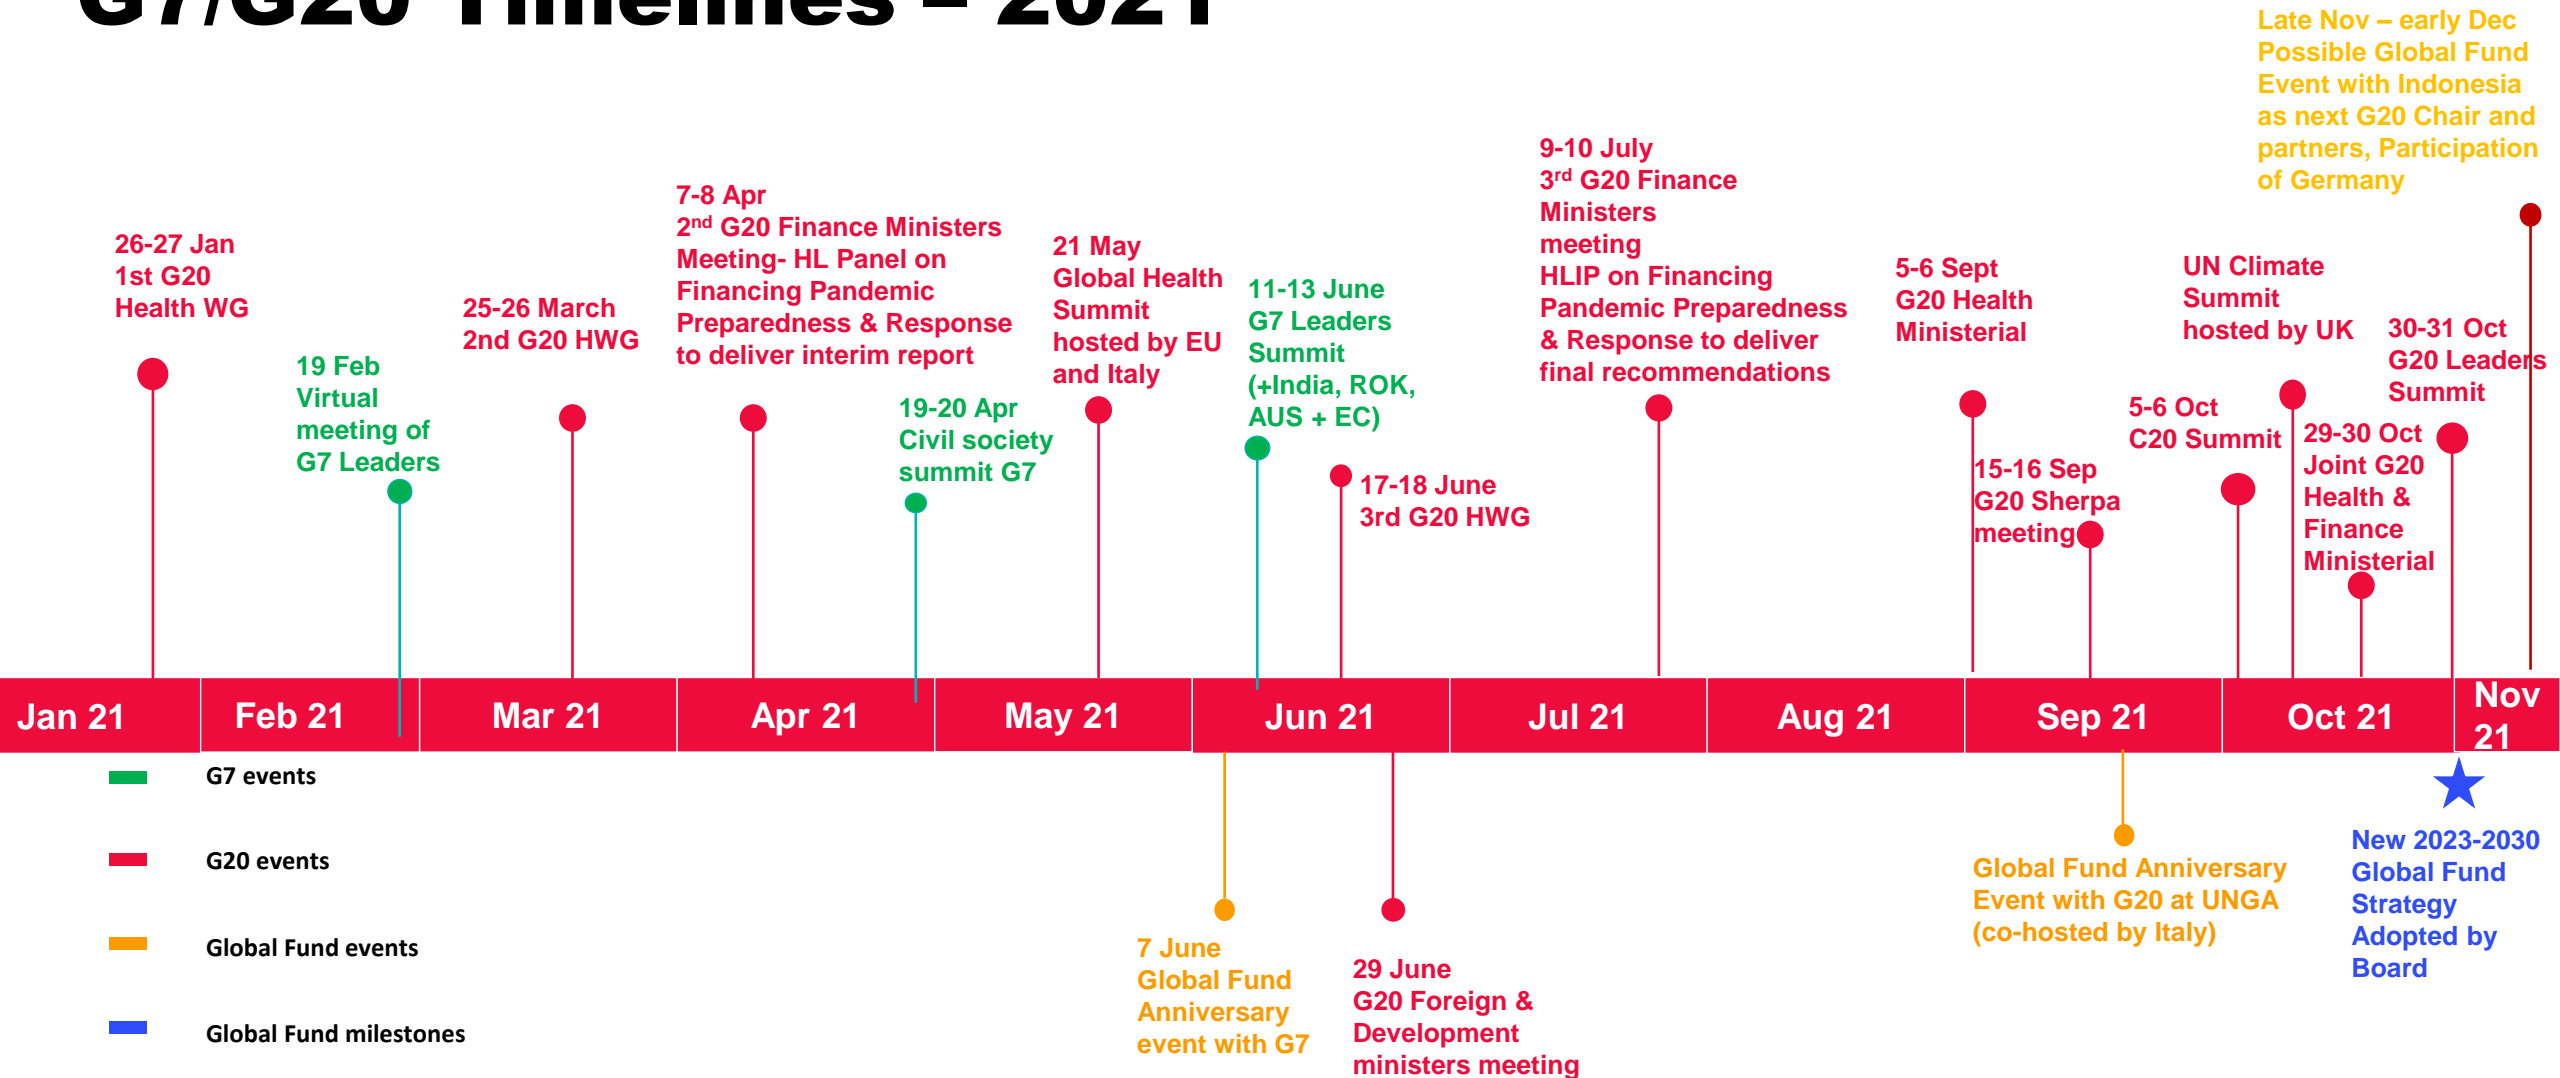 G7/G20 Timelines – 2021
Late Nov – early Dec
Possible Global Fund
Event with Indonesia
as next G20 Chair and
partners, Participation
of Germany
26-27 Jan
1st G20
Health WG
19 Feb
Virtual
meeting of
G7 Leaders
25-26 March
2nd G20 HWG
7-8 Apr
2nd G20 Finance Ministers
Meeting- HL Panel on
Financing Pandemic
Preparedness & Response
to deliver interim report
19-20 Apr
Civil society
summit G7
21 May
Global Health
Summit
hosted by EU
and Italy
11-13 June
G7 Leaders
Summit
(+India, ROK,
AUS + EC)
17-18 June
3rd G20 HWG
9-10 July
3rd G20 Finance
Ministers
meeting
HLIP on Financing
Pandemic Preparedness
& Response to deliver
final recommendations
5-6 Sept
G20 Health
Ministerial
15-16 Sep
G20 Sherpa
meeting
5-6 Oct
C20 Summit
UN Climate
Summit
hosted by UK
29-30 Oct
Joint G20
Health &
Finance
Ministerial
30-31 Oct
G20 Leaders
Summit
Jan 21
Feb 21
Mar 21
Apr 21
May 21
Jun 21
Jul 21
Aug 21
Sep 21
Oct 21
Nov
21
G7 events
G20 events
Global Fund events
Global Fund milestones
7 June
Global Fund
Anniversary
event with G7
29 June
G20 Foreign &
Development
ministers meeting
Global Fund Anniversary
Event with G20 at UNGA
(co-hosted by Italy)
New 2023-2030
Global Fund
Strategy
Adopted by
Board